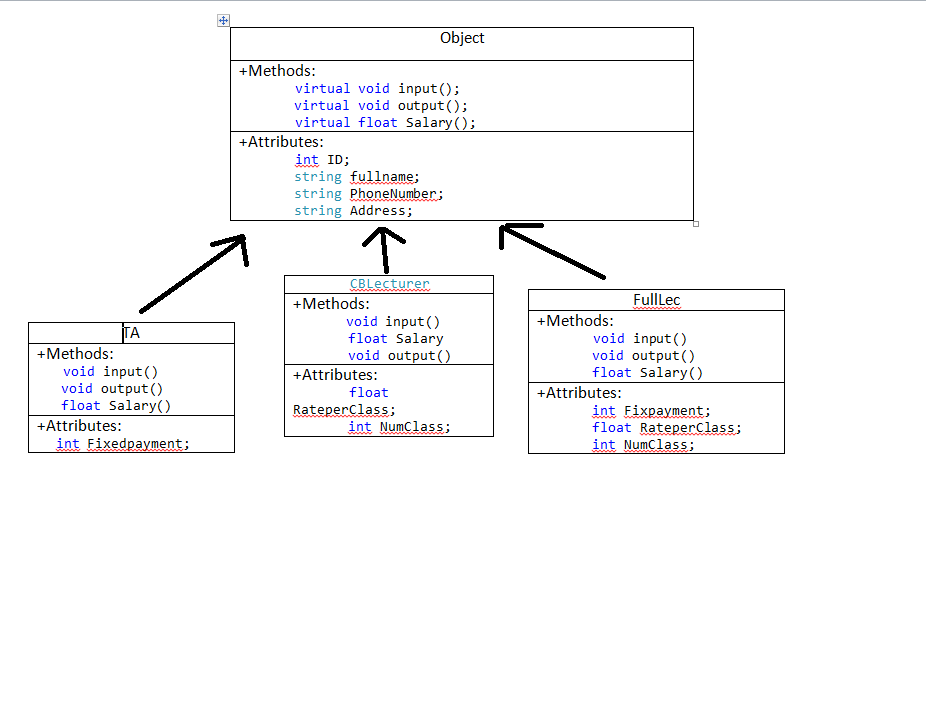 Object
+Methods:
virtual void input();
virtual void output();
virtual float Salary();
+Attributes:
int ID;
string fullname;
string PhoneNumber;
string Address;
TA
+Methods:
void input()
void output()
float Salary()
+Attributes:
int Fixedpayment;
CBLecturer
+Methods:
void input()
float Salary
void output()
+Attributes:
float
RateperClass;
int NumClass;
FullLec
+Methods:
void input()
void output()
float Salary()
+Attributes:
int Fixpayment;
float RateperClass;
int NumClass;